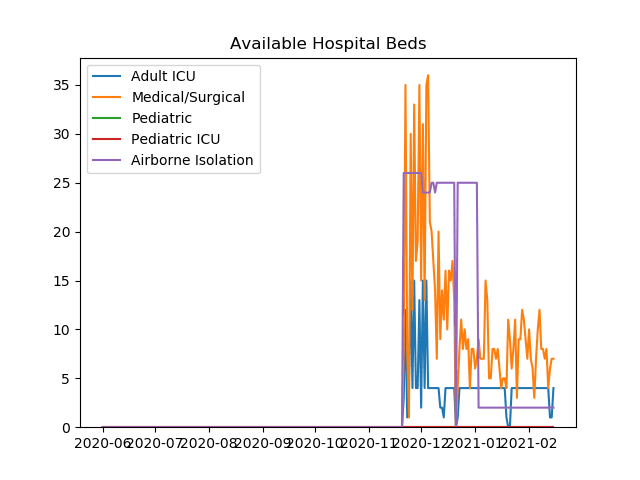 Available Hospital Beds
Adult ICU
Medical/Surgical
Pediatric
Pediatric ICU
Airborne Isolation
35
30
25
20
15
10
5
0
2020-06 2020-07 2020-08 2020-09 2020-10 2020-11 2020-12 2021-01 2021-02